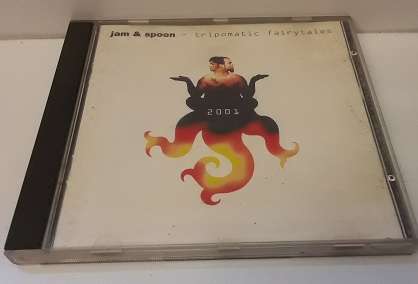 jam & spoon - tripomatic fairytales
2001